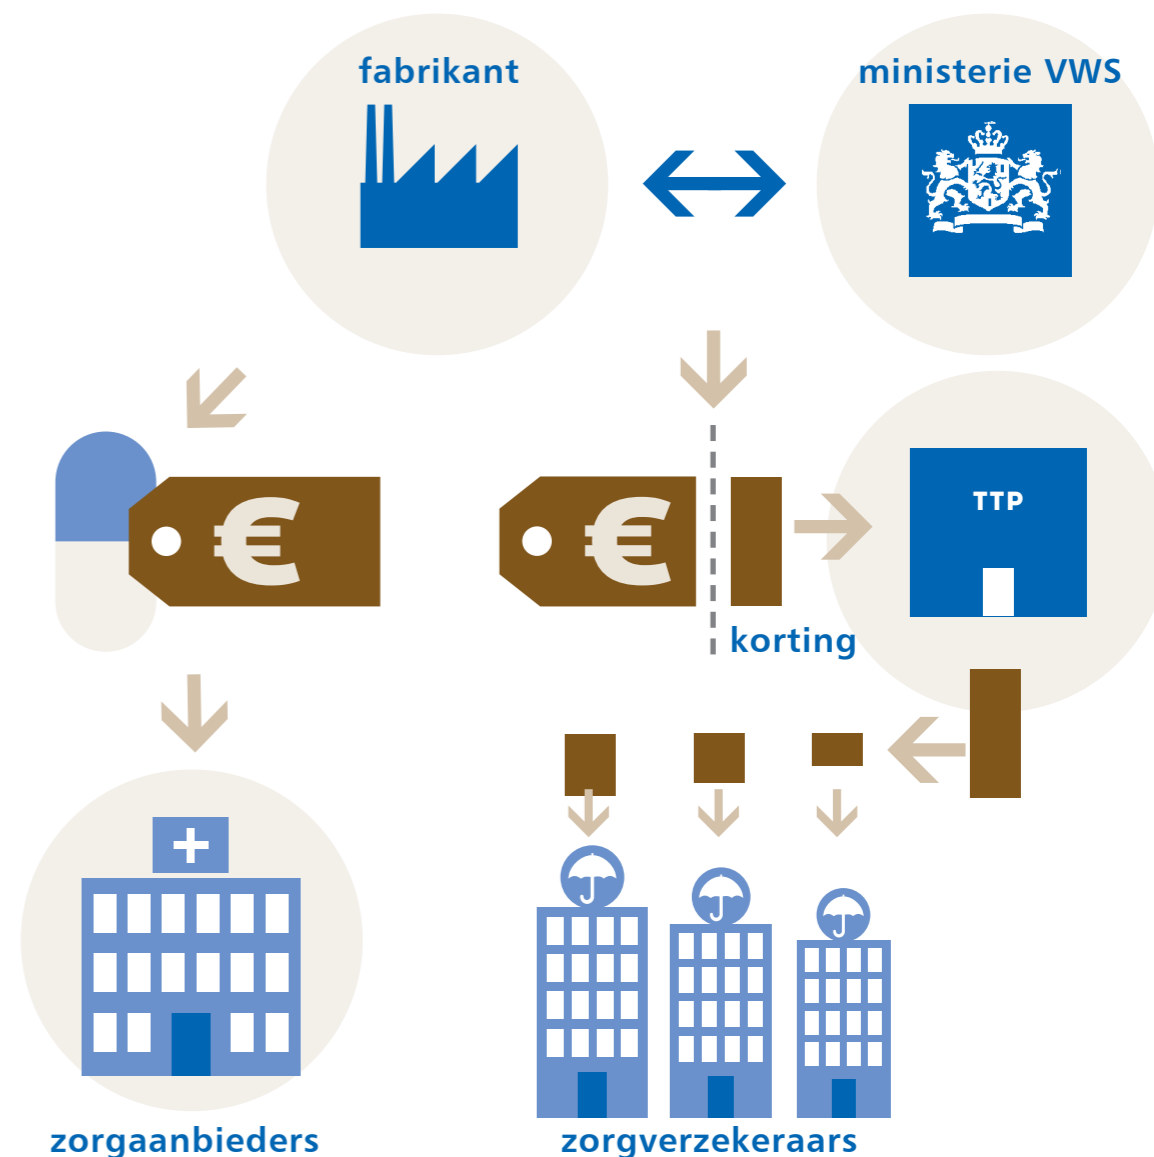 fabrikant
ministerie VWS
€
€
TTP
korting
zorgaanbieders
zorgverzekeraars